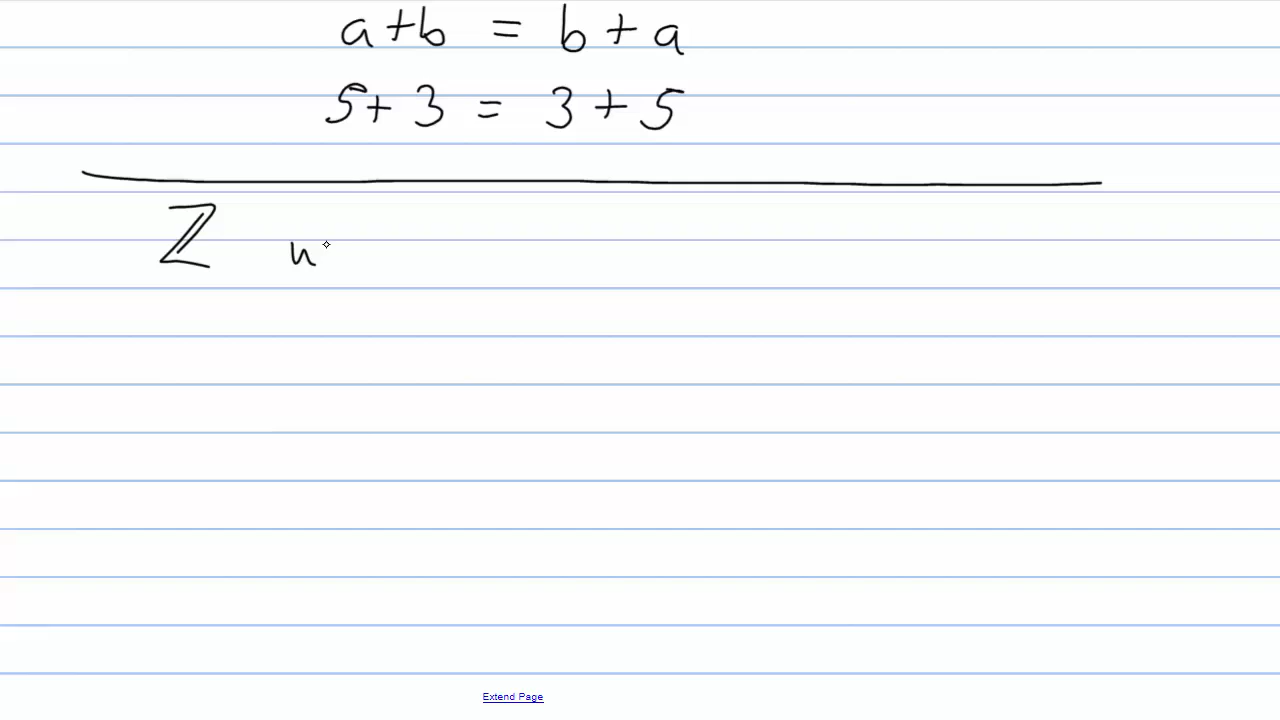 a + b = b + a
5 + 3 = 3 + 5
ℤ
Extend Page